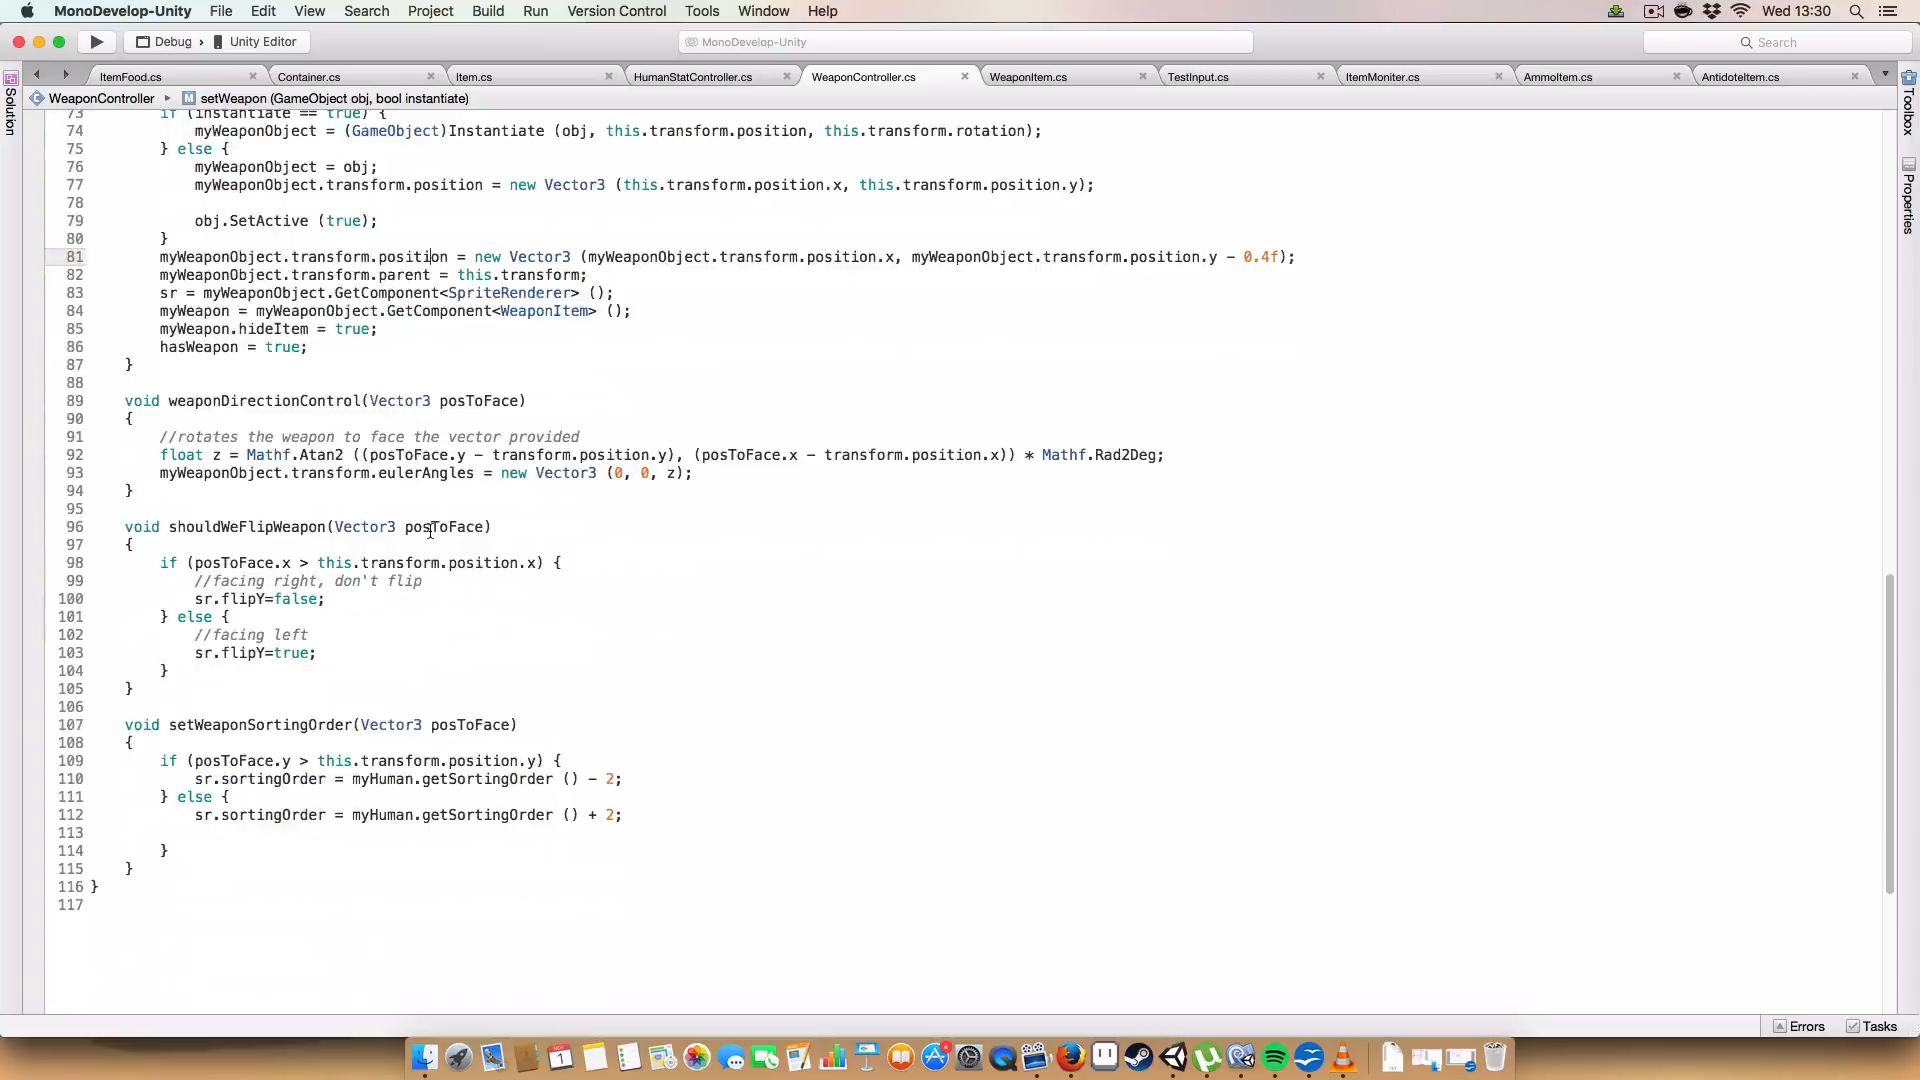 MonoDevelop-Unity File Edit View Search Project Build Run Version Control Tools Window Help Wed 13:30
Debug › Unity Editor MonoDevelop-Unity Search
ItemFood.cs Container.cs Item.cs HumanStatController.cs WeaponController.cs WeaponItem.cs TestInput.cs ItemMoniter.cs AmmoItem.cs AntidoteItem.cs
WeaponController ▸ M setWeapon (GameObject obj, bool instantiate)
Solution
Toolbox
Properties
73 if (instantiate == true) {
74 myWeaponObject = (GameObject)Instantiate (obj, this.transform.position, this.transform.rotation);
75 } else {
76 myWeaponObject = obj;
77 myWeaponObject.transform.position = new Vector3 (this.transform.position.x, this.transform.position.y);
78
79 obj.SetActive (true);
80 }
81 myWeaponObject.transform.position = new Vector3 (myWeaponObject.transform.position.x, myWeaponObject.transform.position.y - 0.4f);
82 myWeaponObject.transform.parent = this.transform;
83 sr = myWeaponObject.GetComponent<SpriteRenderer> ();
84 myWeapon = myWeaponObject.GetComponent<WeaponItem> ();
85 myWeapon.hideItem = true;
86 hasWeapon = true;
87 }
88
89 void weaponDirectionControl(Vector3 posToFace)
90 {
91 //rotates the weapon to face the vector provided
92 float z = Mathf.Atan2 ((posToFace.y - transform.position.y), (posToFace.x - transform.position.x)) * Mathf.Rad2Deg;
93 myWeaponObject.transform.eulerAngles = new Vector3 (0, 0, z);
94 }
95
96 void shouldWeFlipWeapon(Vector3 posToFace)
97 {
98 if (posToFace.x > this.transform.position.x) {
99 //facing right, don't flip
100 sr.flipY=false;
101 } else {
102 //facing left
103 sr.flipY=true;
104 }
105 }
106
107 void setWeaponSortingOrder(Vector3 posToFace)
108 {
109 if (posToFace.y > this.transform.position.y) {
110 sr.sortingOrder = myHuman.getSortingOrder () - 2;
111 } else {
112 sr.sortingOrder = myHuman.getSortingOrder () + 2;
113
114 }
115 }
116 }
117
Errors Tasks